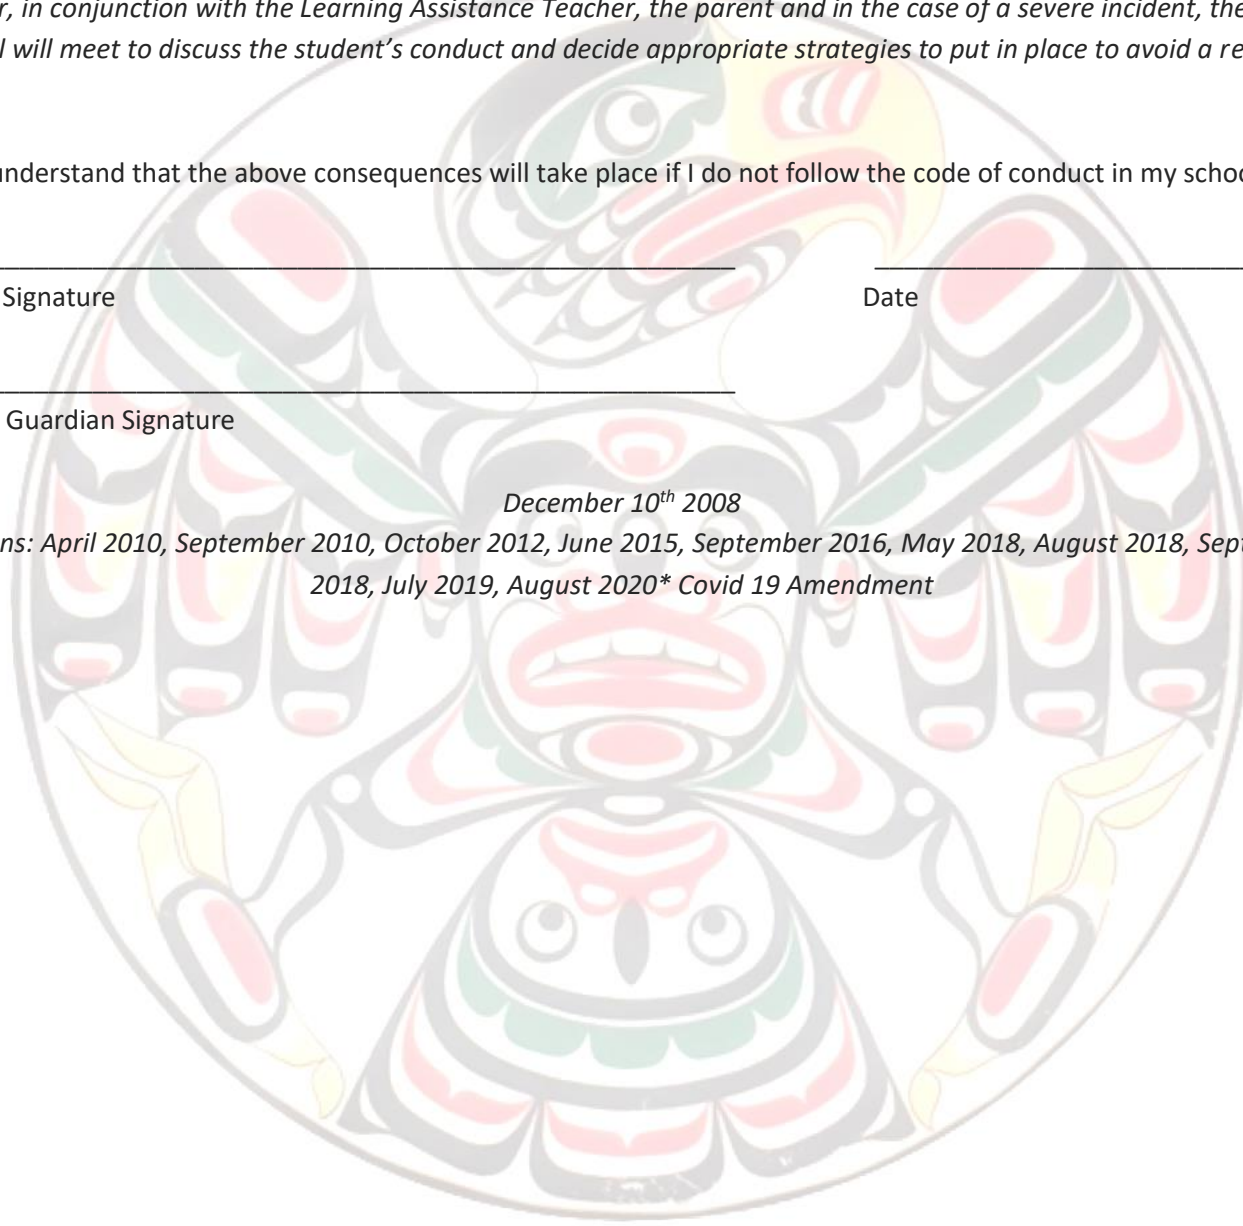 r, in conjunction with the Learning Assistance Teacher, the parent and in the case of a severe incident, the
l will meet to discuss the student’s conduct and decide appropriate strategies to put in place to avoid a re
understand that the above consequences will take place if I do not follow the code of conduct in my schoo
Signature Date
Guardian Signature
December 10th 2008
ns: April 2010, September 2010, October 2012, June 2015, September 2016, May 2018, August 2018, Sept
2018, July 2019, August 2020* Covid 19 Amendment